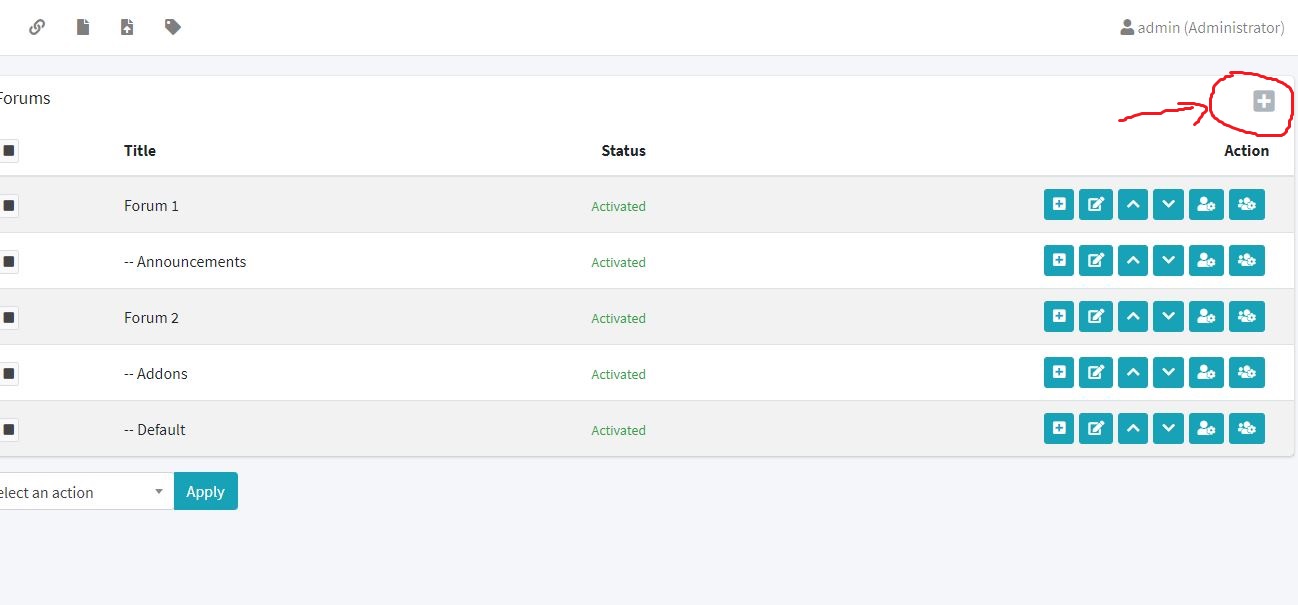 admin (Administrator)
Forums
Title Status Action
Forum 1 Activated
-- Announcements Activated
Forum 2 Activated
-- Addons Activated
-- Default Activated
elect an action Apply